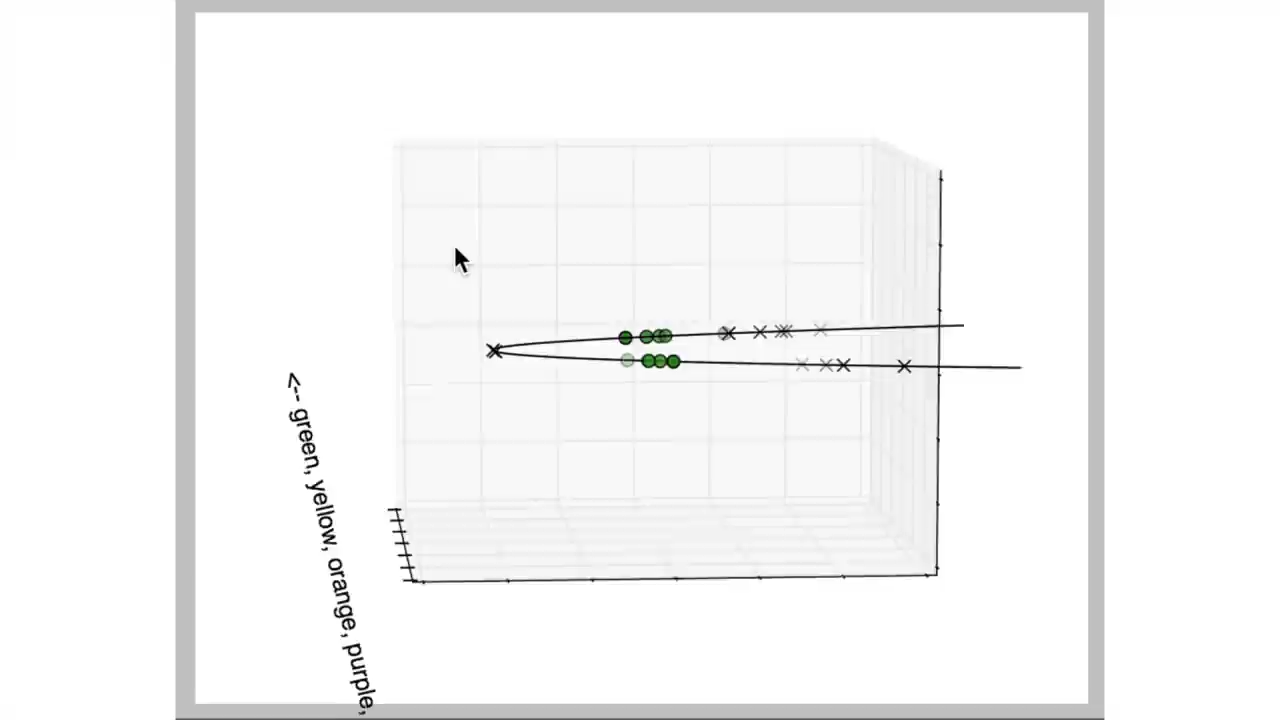 <-- green, yellow, orange, purple,